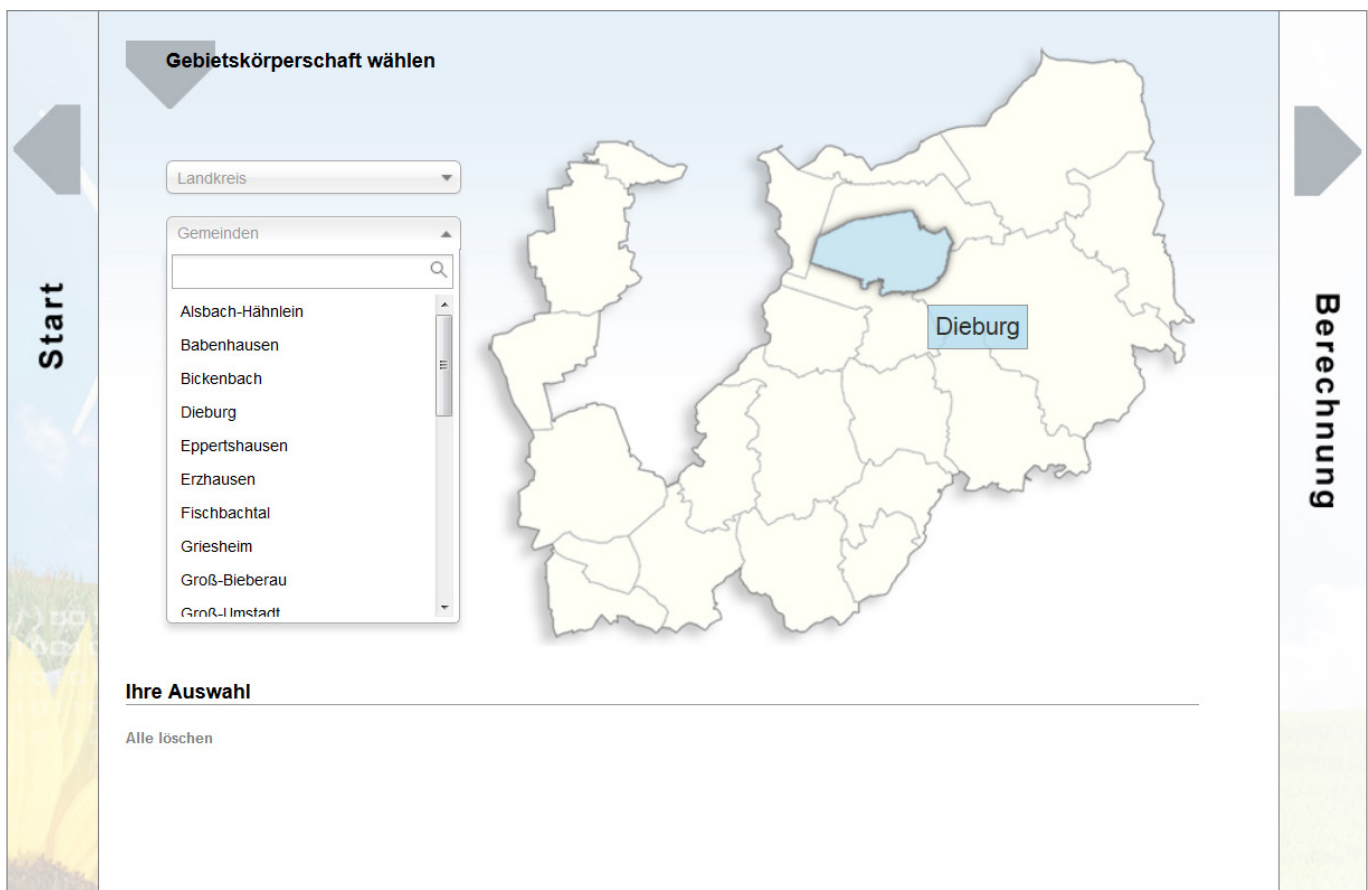 Gebietskörperschaft wählen
Landkreis
Gemeinden
Alsbach-Hähnlein
Babenhausen
Bickenbach
Dieburg
Eppertshausen
Erzhausen
Fischbachtal
Griesheim
Groß-Bieberau
Groß-Umstadt
Dieburg
Start
Berechnung
Ihre Auswahl
Alle löschen